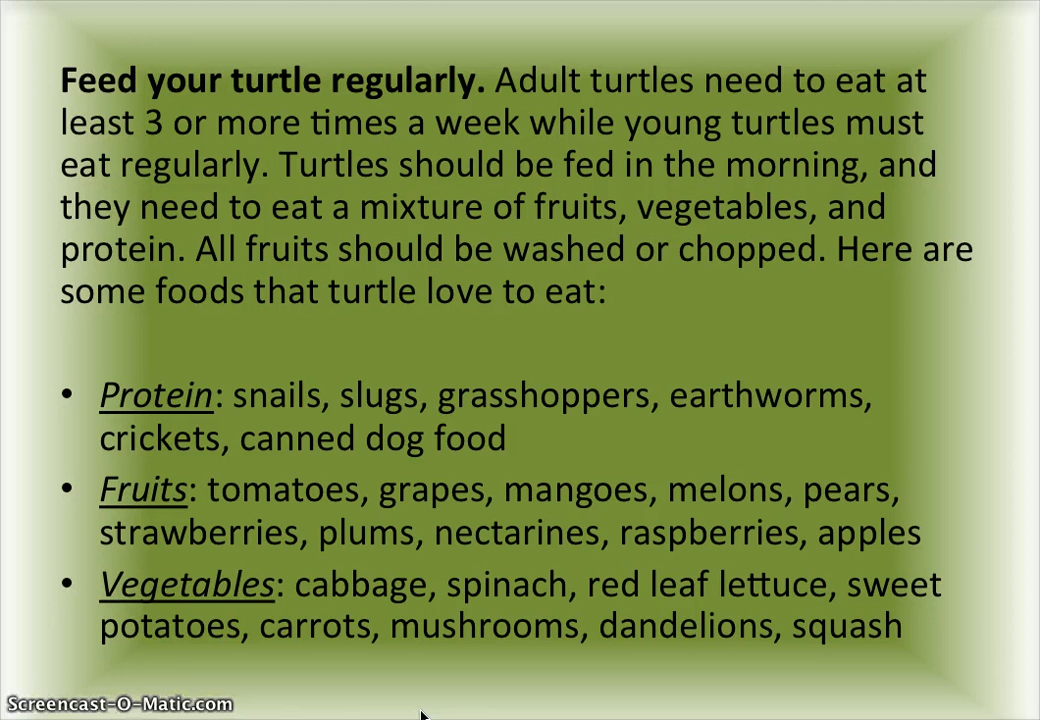 Feed your turtle regularly. Adult turtles need to eat at
least 3 or more times a week while young turtles must
eat regularly. Turtles should be fed in the morning, and
they need to eat a mixture of fruits, vegetables, and
protein. All fruits should be washed or chopped. Here are
some foods that turtle love to eat:
• Protein: snails, slugs, grasshoppers, earthworms,
crickets, canned dog food
• Fruits: tomatoes, grapes, mangoes, melons, pears,
strawberries, plums, nectarines, raspberries, apples
• Vegetables: cabbage, spinach, red leaf lettuce, sweet
potatoes, carrots, mushrooms, dandelions, squash
Screencast-O-Matic.com